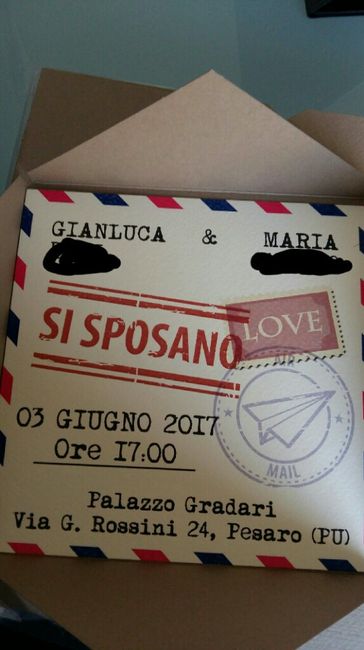 GIANLUCA & MARIA
SI SPOSANO
LOVE
AIR
MAIL
03 GIUGNO 2017
Ore 17:00
Palazzo Gradari
Via G. Rossini 24, Pesaro (PU)